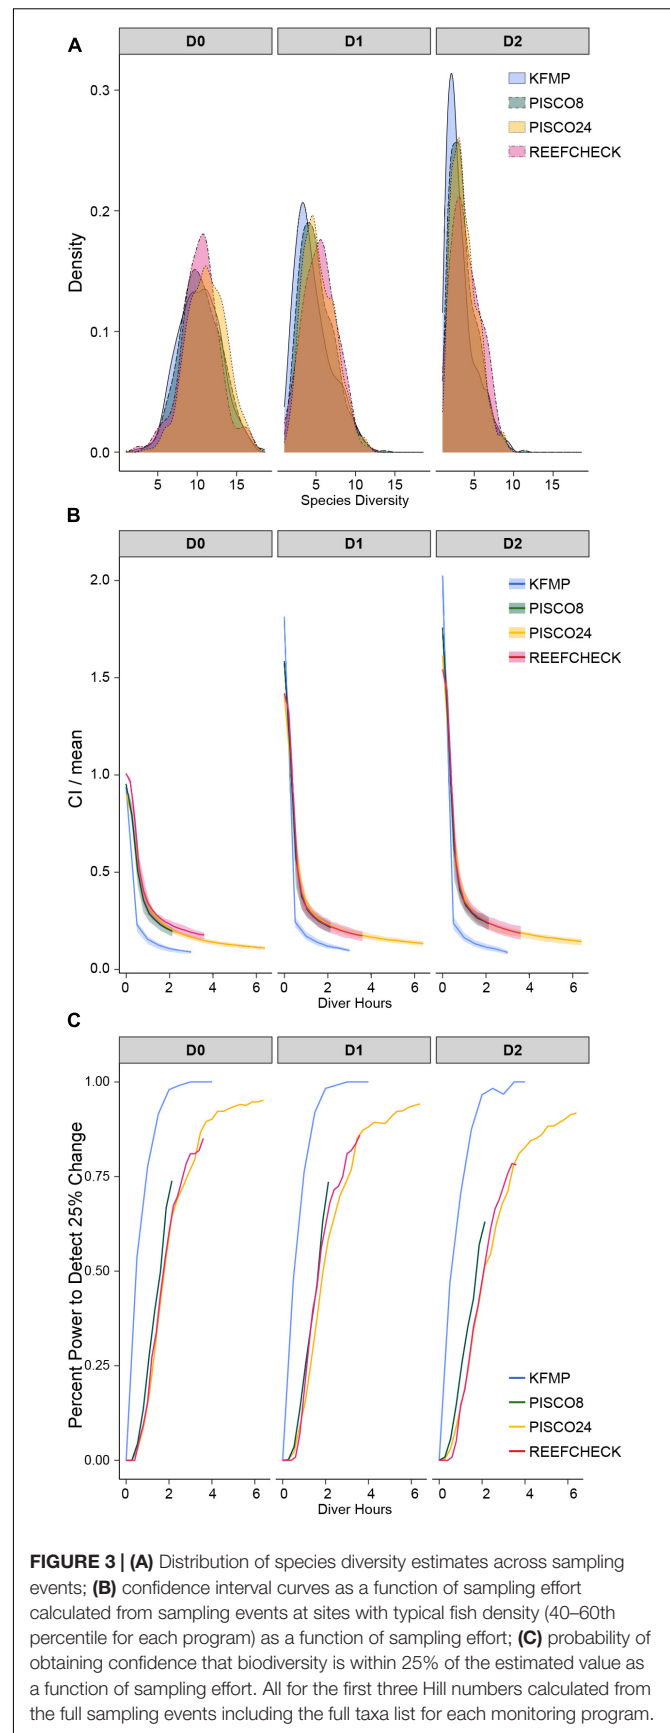 A
D0 D1 D2
KFMP
PISCO8
PISCO24
REEFCHECK
0.3
0.2
0.1
0.0
Density
5 10 15 5 10 15 5 10 15
Species Diversity
B
D0 D1 D2
KFMP
PISCO8
PISCO24
REEFCHECK
2.0
1.5
1.0
0.5
0.0
CI / mean
0 2 4 6 0 2 4 6 0 2 4 6
Diver Hours
C
D0 D1 D2
1.00
0.75
0.50
0.25
0.00
Percent Power to Detect 25% Change
KFMP
PISCO8
PISCO24
REEFCHECK
0 2 4 6 0 2 4 6 0 2 4 6
Diver Hours
FIGURE 3 | (A) Distribution of species diversity estimates across sampling
events; (B) confidence interval curves as a function of sampling effort
calculated from sampling events at sites with typical fish density (40–60th
percentile for each program) as a function of sampling effort; (C) probability of
obtaining confidence that biodiversity is within 25% of the estimated value as
a function of sampling effort. All for the first three Hill numbers calculated from
the full sampling events including the full taxa list for each monitoring program.